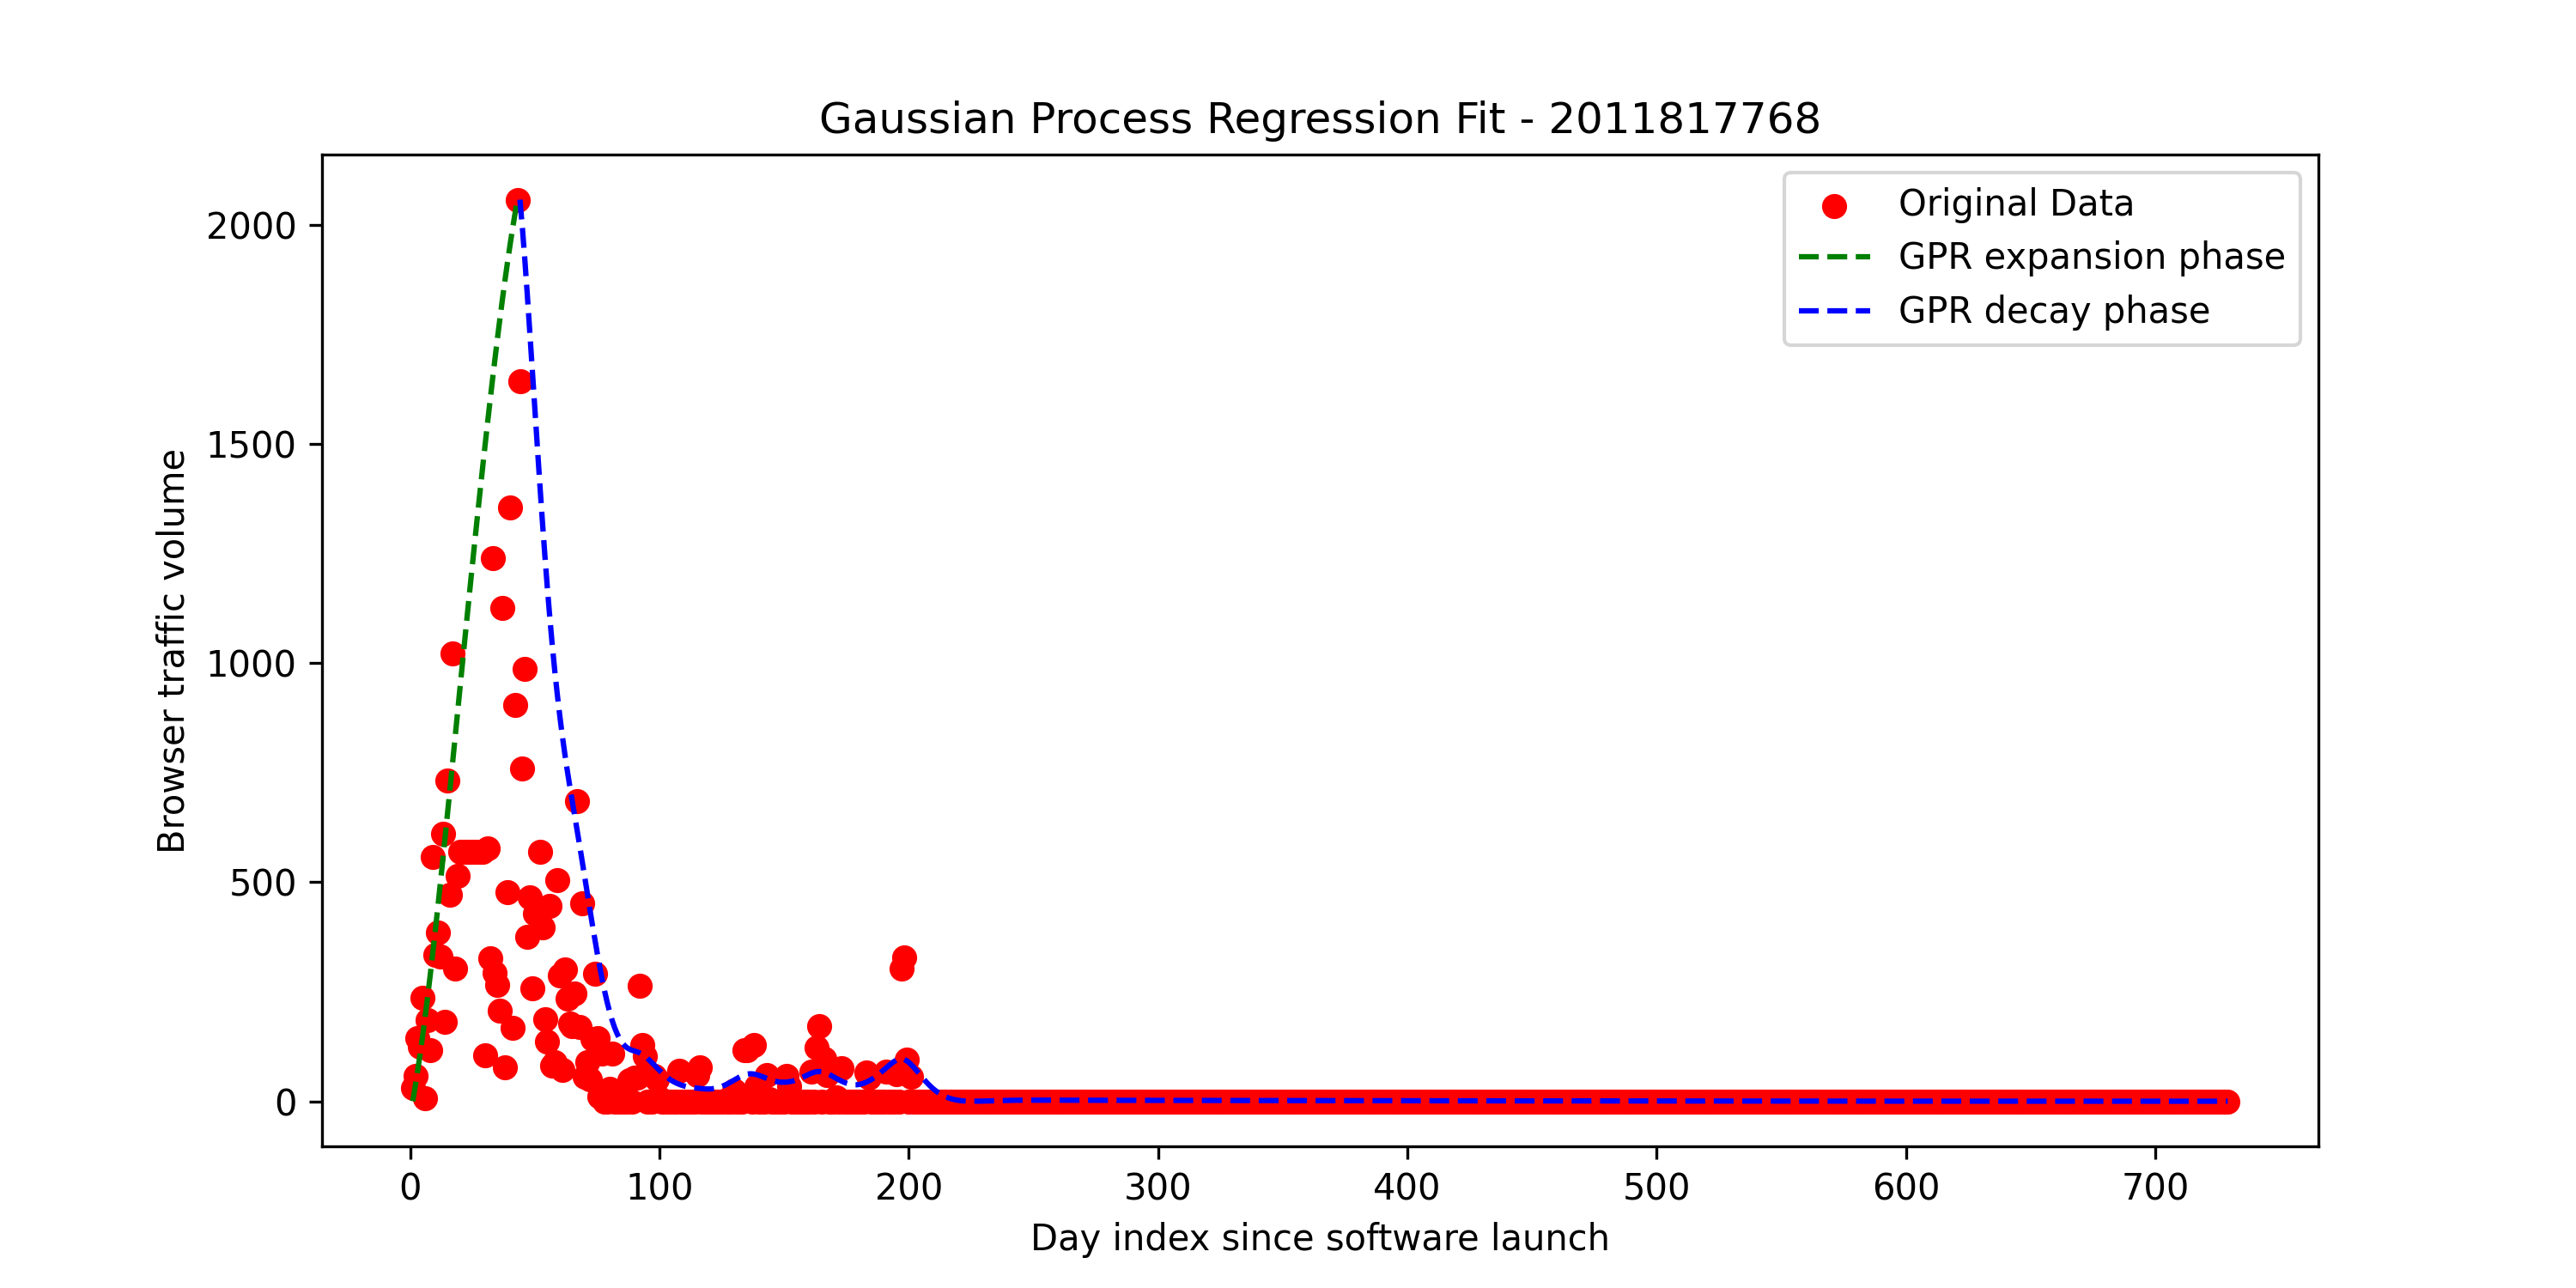 Gaussian Process Regression Fit - 2011817768
Original Data
GPR expansion phase
GPR decay phase
Browser traffic volume
2000
1500
1000
500
0
0 100 200 300 400 500 600 700
Day index since software launch